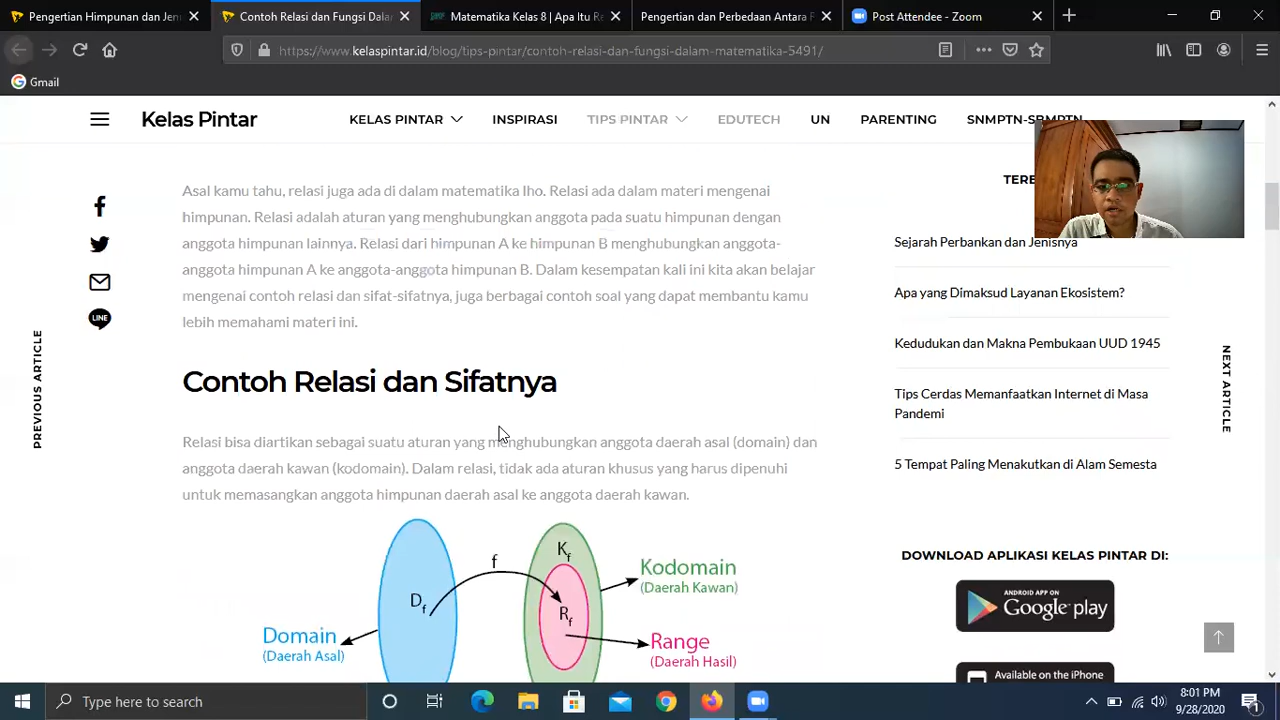 Pengertian Himpunan dan Jen
Contoh Relasi dan Fungsi Dala
Matematika Kelas 8 | Apa Itu R
Pengertian dan Perbedaan Antara F
Post Attendee - Zoom
https://www.kelaspintar.id/blog/tips-pintar/contoh-relasi-dan-fungsi-dalam-matematika-5491/
Gmail
Kelas Pintar
KELAS PINTAR
INSPIRASI
TIPS PINTAR
EDUTECH
UN
PARENTING
SNMPTN-SBMPTN
Asal kamu tahu, relasi juga ada di dalam matematika lho. Relasi ada dalam materi mengenai
himpunan. Relasi adalah aturan yang menghubungkan anggota pada suatu himpunan dengan
anggota himpunan lainnya. Relasi dari himpunan A ke himpunan B menghubungkan anggota-
anggota himpunan A ke anggota-anggota himpunan B. Dalam kesempatan kali ini kita akan belajar
mengenai contoh relasi dan sifat-sifatnya, juga berbagai contoh soal yang dapat membantu kamu
lebih memahami materi ini.
Contoh Relasi dan Sifatnya
Relasi bisa diartikan sebagai suatu aturan yang menghubungkan anggota daerah asal (domain) dan
anggota daerah kawan (kodomain). Dalam relasi, tidak ada aturan khusus yang harus dipenuhi
untuk memasangkan anggota himpunan daerah asal ke anggota daerah kawan.
f
Kf
Df
Rf
Kodomain
(Daerah Kawan)
Domain
(Daerah Asal)
Range
(Daerah Hasil)
LINE
PREVIOUS ARTICLE
NEXT ARTICLE
TERE
Sejarah Perbankan dan Jenisnya
Apa yang Dimaksud Layanan Ekosistem?
Kedudukan dan Makna Pembukaan UUD 1945
Tips Cerdas Memanfaatkan Internet di Masa
Pandemi
5 Tempat Paling Menakutkan di Alam Semesta
DOWNLOAD APLIKASI KELAS PINTAR DI:
ANDROID APP ON
Google play
Available on the iPhone
Type here to search
8:01 PM
9/28/2020
1